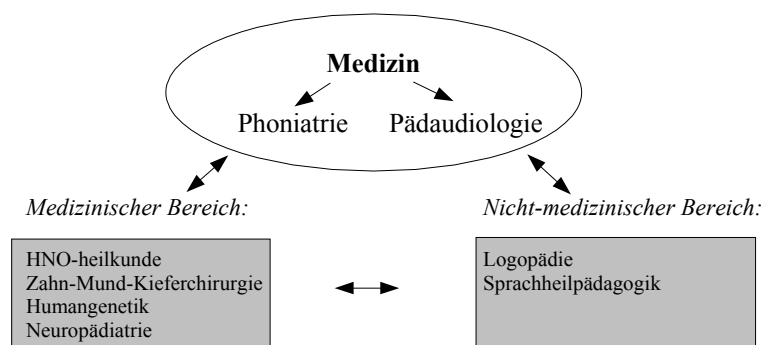 Medizin
Phoniatrie Pädaudiologie
Medizinischer Bereich:
HNO-heilkunde
Zahn-Mund-Kieferchirurgie
Humangenetik
Neuropädiatrie
Nicht-medizinischer Bereich:
Logopädie
Sprachheilpädagogik